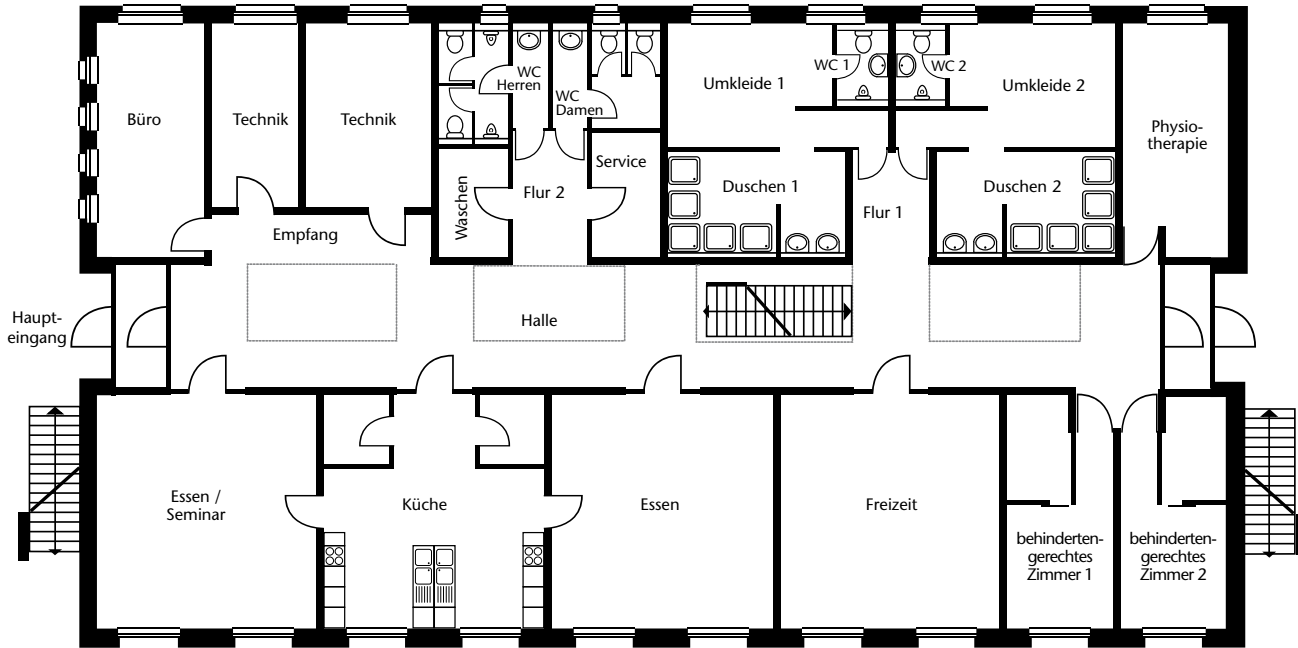 Büro
Technik
Technik
WC
Herren
WC
Damen
Umkleide 1
WC 1
WC 2
Umkleide 2
Physio-
therapie
Waschen
Flur 2
Service
Duschen 1
Flur 1
Duschen 2
Empfang
Haupt-
eingang
Halle
Essen /
Seminar
Küche
Essen
Freizeit
behinderten-
gerechtes
Zimmer 1
behinderten-
gerechtes
Zimmer 2